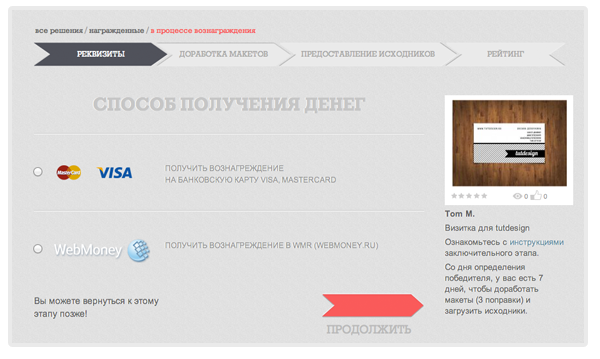 все решения / награжденные / в процессе вознаграждения
РЕКВИЗИТЫ
ДОРАБОТКА МАКЕТОВ
ПРЕДОСТАВЛЕНИЕ ИСХОДНИКОВ
РЕЙТИНГ
СПОСОБ ПОЛУЧЕНИЯ ДЕНЕГ
MasterCard VISA
ПОЛУЧИТЬ ВОЗНАГРЕЖДЕНИЕ
НА БАНКОВСКУЮ КАРТУ VISA, MASTERCARD
WebMoney
ПОЛУЧИТЬ ВОЗНАГРЕЖДЕНИЕ В WMR (WEBMONEY.RU)
Вы можете вернуться к этому
этапу позже!
ПРОДОЛЖИТЬ
tutdesign
0 0
Tom M.
Визитка для tutdesign
Ознакомьтесь с инструкциями
заключительного этапа.
Со дня определения
победителя, у вас есть 7
дней, чтобы доработать
макеты (3 поправки) и
загрузить исходники.